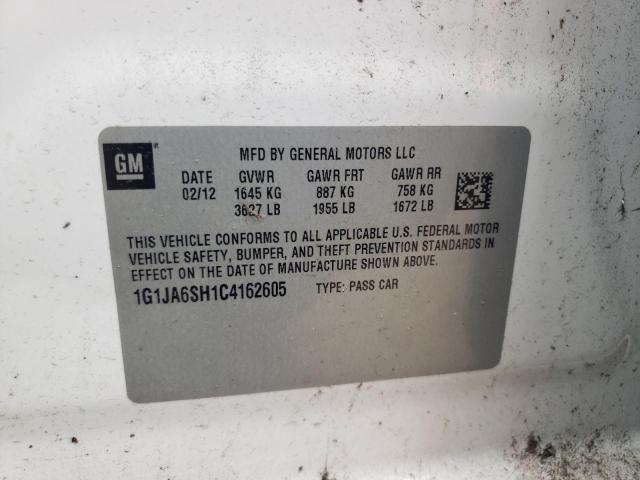 GM
MFD BY GENERAL MOTORS LLC
DATE GVWR GAWR FRT GAWR RR
02/12 1645 KG 887 KG 758 KG
3627 LB 1955 LB 1672 LB
THIS VEHICLE CONFORMS TO ALL APPLICABLE U.S. FEDERAL MOTOR
VEHICLE SAFETY, BUMPER, AND THEFT PREVENTION STANDARDS IN
EFFECT ON THE DATE OF MANUFACTURE SHOWN ABOVE.
1G1JA6SH1C4162605 TYPE: PASS CAR